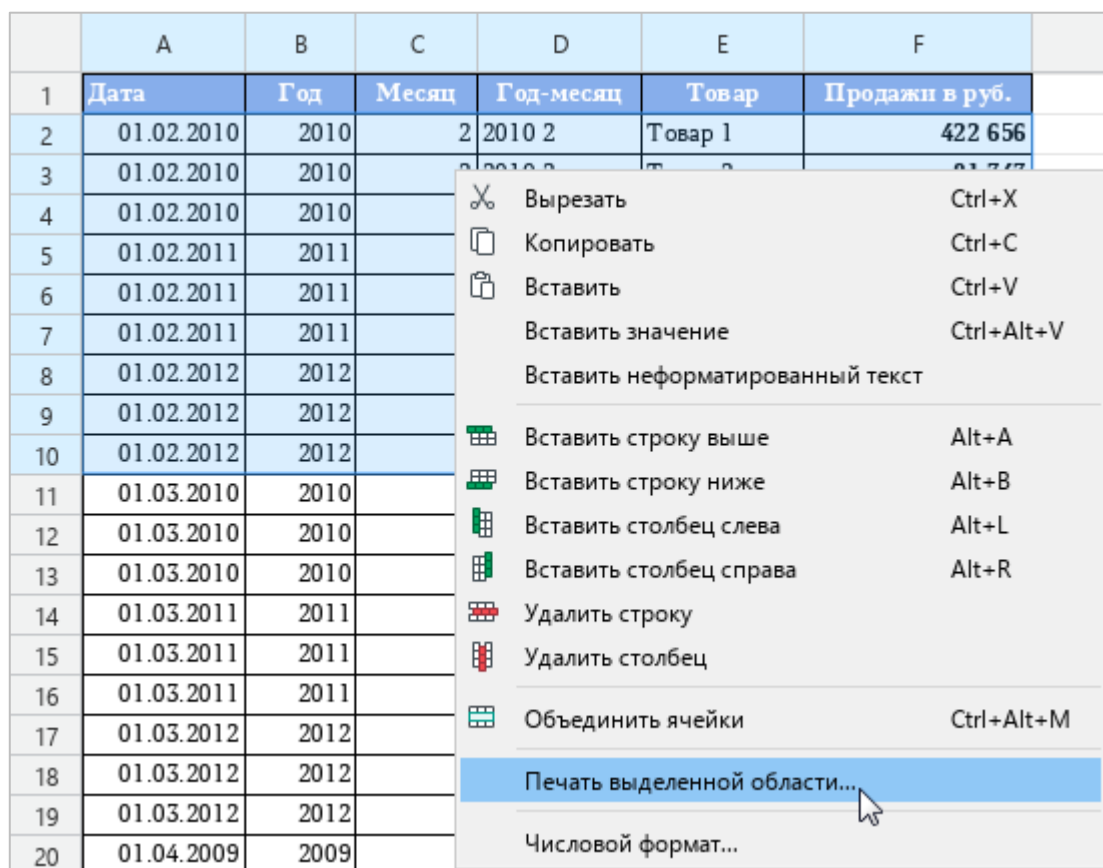 A B C D E F
1 Дата Год Месяц Год-месяц Товар Продажи в руб.
2 01.02.2010 2010 2 2010 2 Товар 1 422 656
3 01.02.2010 2010
Вырезать Ctrl+X
4 01.02.2010 2010
Копировать Ctrl+C
5 01.02.2011 2011
6 01.02.2011 2011 Вставить Ctrl+V
7 01.02.2011 2011 Вставить значение Ctrl+Alt+V
8 01.02.2012 2012 Вставить неформатированный текст
9 01.02.2012 2012
Вставить строку выше Alt+A
10 01.02.2012 2012
11 01.03.2010 2010 Вставить строку ниже Alt+B
12 01.03.2010 2010 Вставить столбец слева Alt+L
13 01.03.2010 2010 Вставить столбец справа Alt+R
14 01.03.2011 2011 Удалить строку
15 01.03.2011 2011 Удалить столбец
16 01.03.2011 2011
Объединить ячейки Ctrl+Alt+M
17 01.03.2012 2012
18 01.03.2012 2012 Печать выделенной области...
19 01.03.2012 2012
Числовой формат...
20 01.04.2009 2009